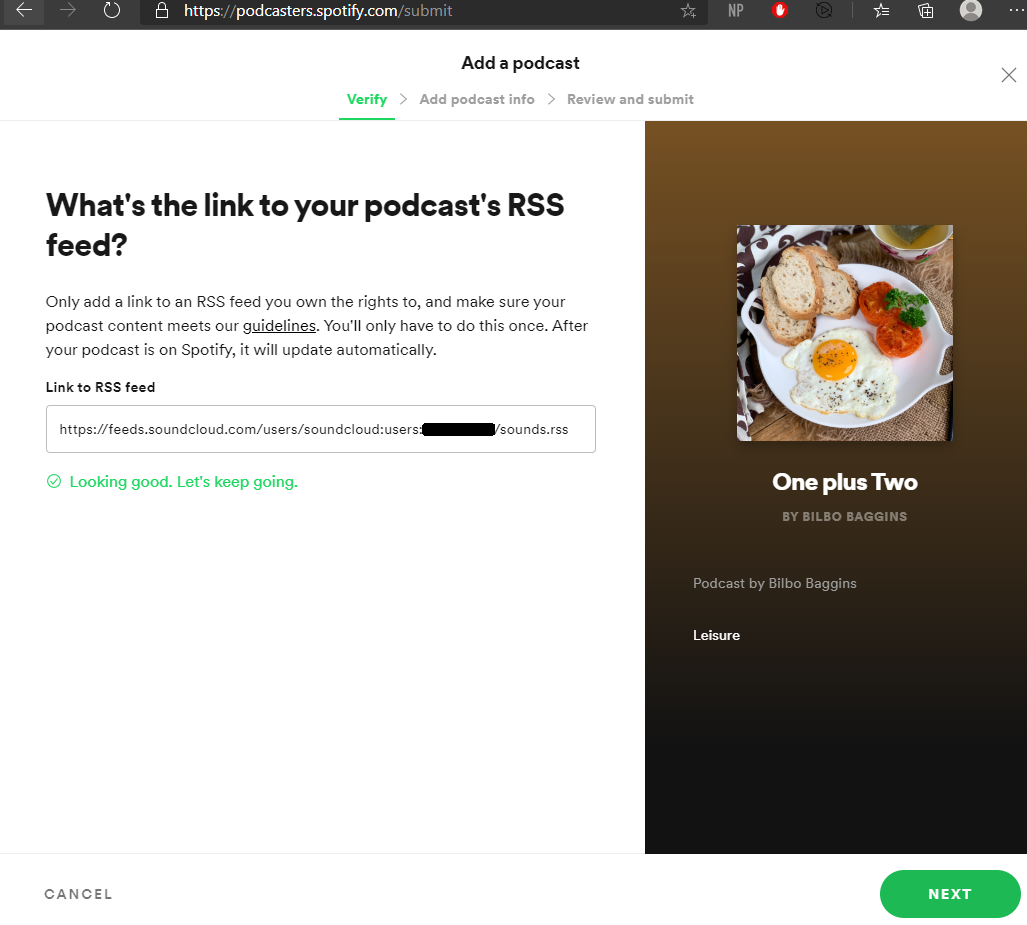 https://podcasters.spotify.com/submit
NP
Add a podcast
Verify > Add podcast info > Review and submit
What's the link to your podcast's RSS
feed?
Only add a link to an RSS feed you own the rights to, and make sure your
podcast content meets our guidelines. You'll only have to do this once. After
your podcast is on Spotify, it will update automatically.
Link to RSS feed
https://feeds.soundcloud.com/users/soundcloud:users:/sounds.rss
Looking good. Let's keep going.
One plus Two
BY BILBO BAGGINS
Podcast by Bilbo Baggins
Leisure
CANCEL
NEXT